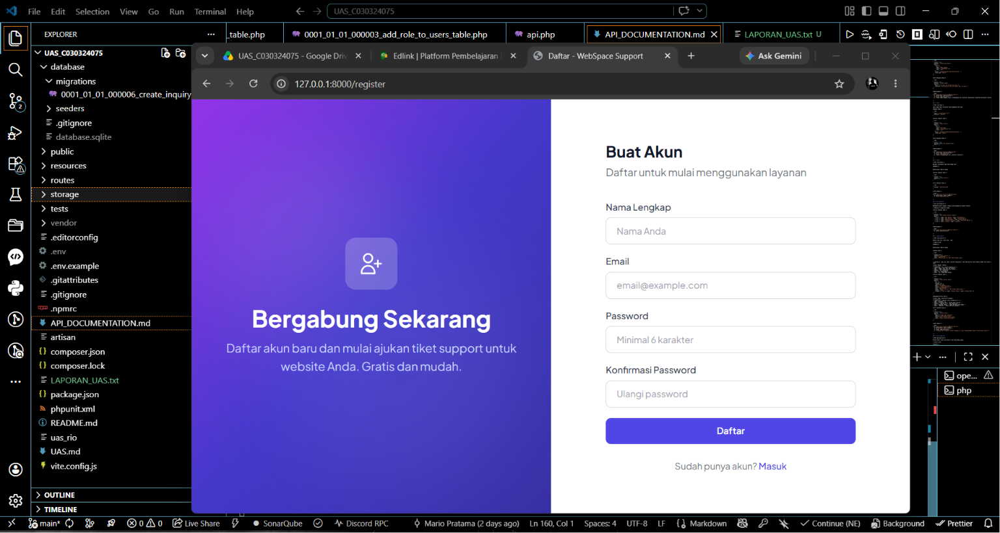 File Edit Selection View Go Run Terminal Help
UAS_C030324075
EXPLORER
_table.php
0001_01_01_000003_add_role_to_users_table.php
api.php
API_DOCUMENTATION.md
LAPORAN_UAS.txt U
UAS_C030324075
database
migrations
0001_01_01_000006_create_inquiry
seeders
.gitignore
database.sqlite
public
resources
routes
storage
tests
vendor
.editorconfig
.env
.env.example
.gitattributes
.gitignore
.npmrc
API_DOCUMENTATION.md
artisan
composer.json
composer.lock
LAPORAN_UAS.txt
package.json
phpunit.xml
README.md
uas_rio
UAS.md
vite.config.js
OUTLINE
TIMELINE
2
UAS_C030324075 - Google Driv
Edlink | Platform Pembelajaran
Daftar - WebSpace Support
Ask Gemini
127.0.0.1:8000/register
Bergabung Sekarang
Daftar akun baru dan mulai ajukan tiket support untuk
website Anda. Gratis dan mudah.
Buat Akun
Daftar untuk mulai menggunakan layanan
Nama Lengkap
Nama Anda
Email
email@example.com
Password
Minimal 6 karakter
Konfirmasi Password
Ulangi password
Daftar
Sudah punya akun? Masuk
ope...
php
main* 0 0 Live Share SonarQube Discord RPC Mario Pratama (2 days ago) Ln 160, Col 1 Spaces: 4 UTF-8 LF Markdown Continue (NE) Background Prettier